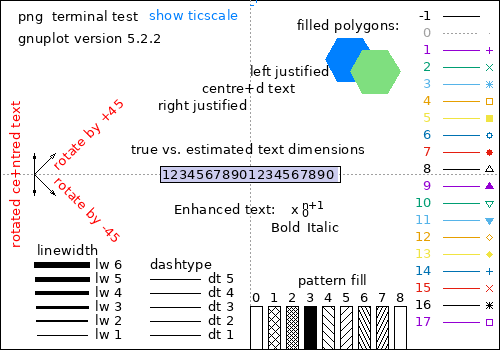 png  terminal test  show ticscale
gnuplot version 5.2.2
filled polygons:
left justified
centre+d text
right justified
true vs. estimated text dimensions
12345678901234567890
Enhanced text:   x₀ⁿ⁺¹
Bold Italic
rotated ce+ntred text
rotate by +45
rotate by -45
linewidth
lw 6
lw 5
lw 4
lw 3
lw 2
lw 1
dashtype
dt 5
dt 4
dt 3
dt 2
dt 1
pattern fill
0 1 2 3 4 5 6 7 8
-1
0
1
2
3
4
5
6
7
8
9
10
11
12
13
14
15
16
17